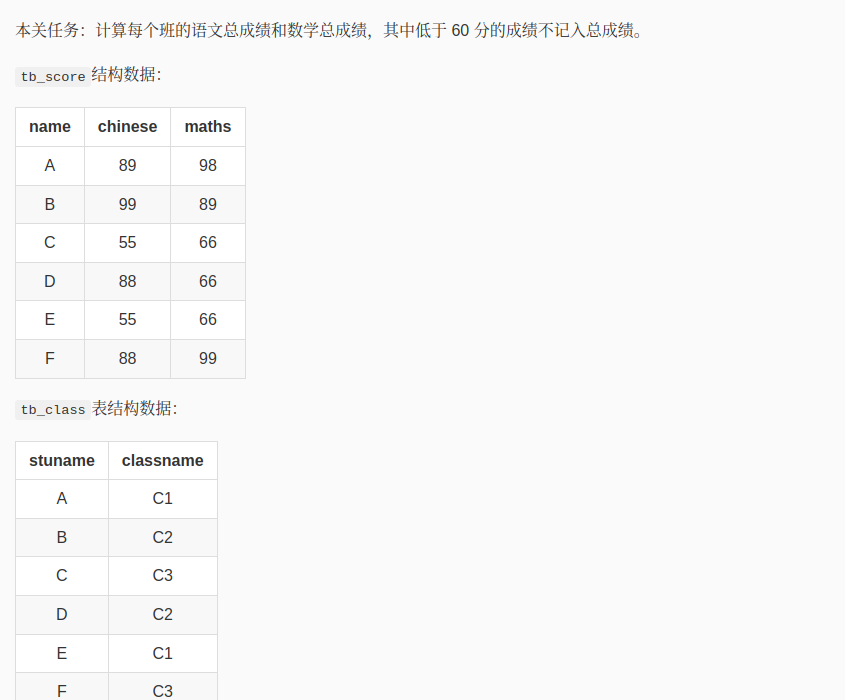 本关任务：计算每个班的语文总成绩和数学总成绩，其中低于 60 分的成绩不记入总成绩。
tb_score 结构数据：
name chinese maths
A 89 98
B 99 89
C 55 66
D 88 66
E 55 66
F 88 99
tb_class 表结构数据：
stuname classname
A C1
B C2
C C3
D C2
E C1
F C3